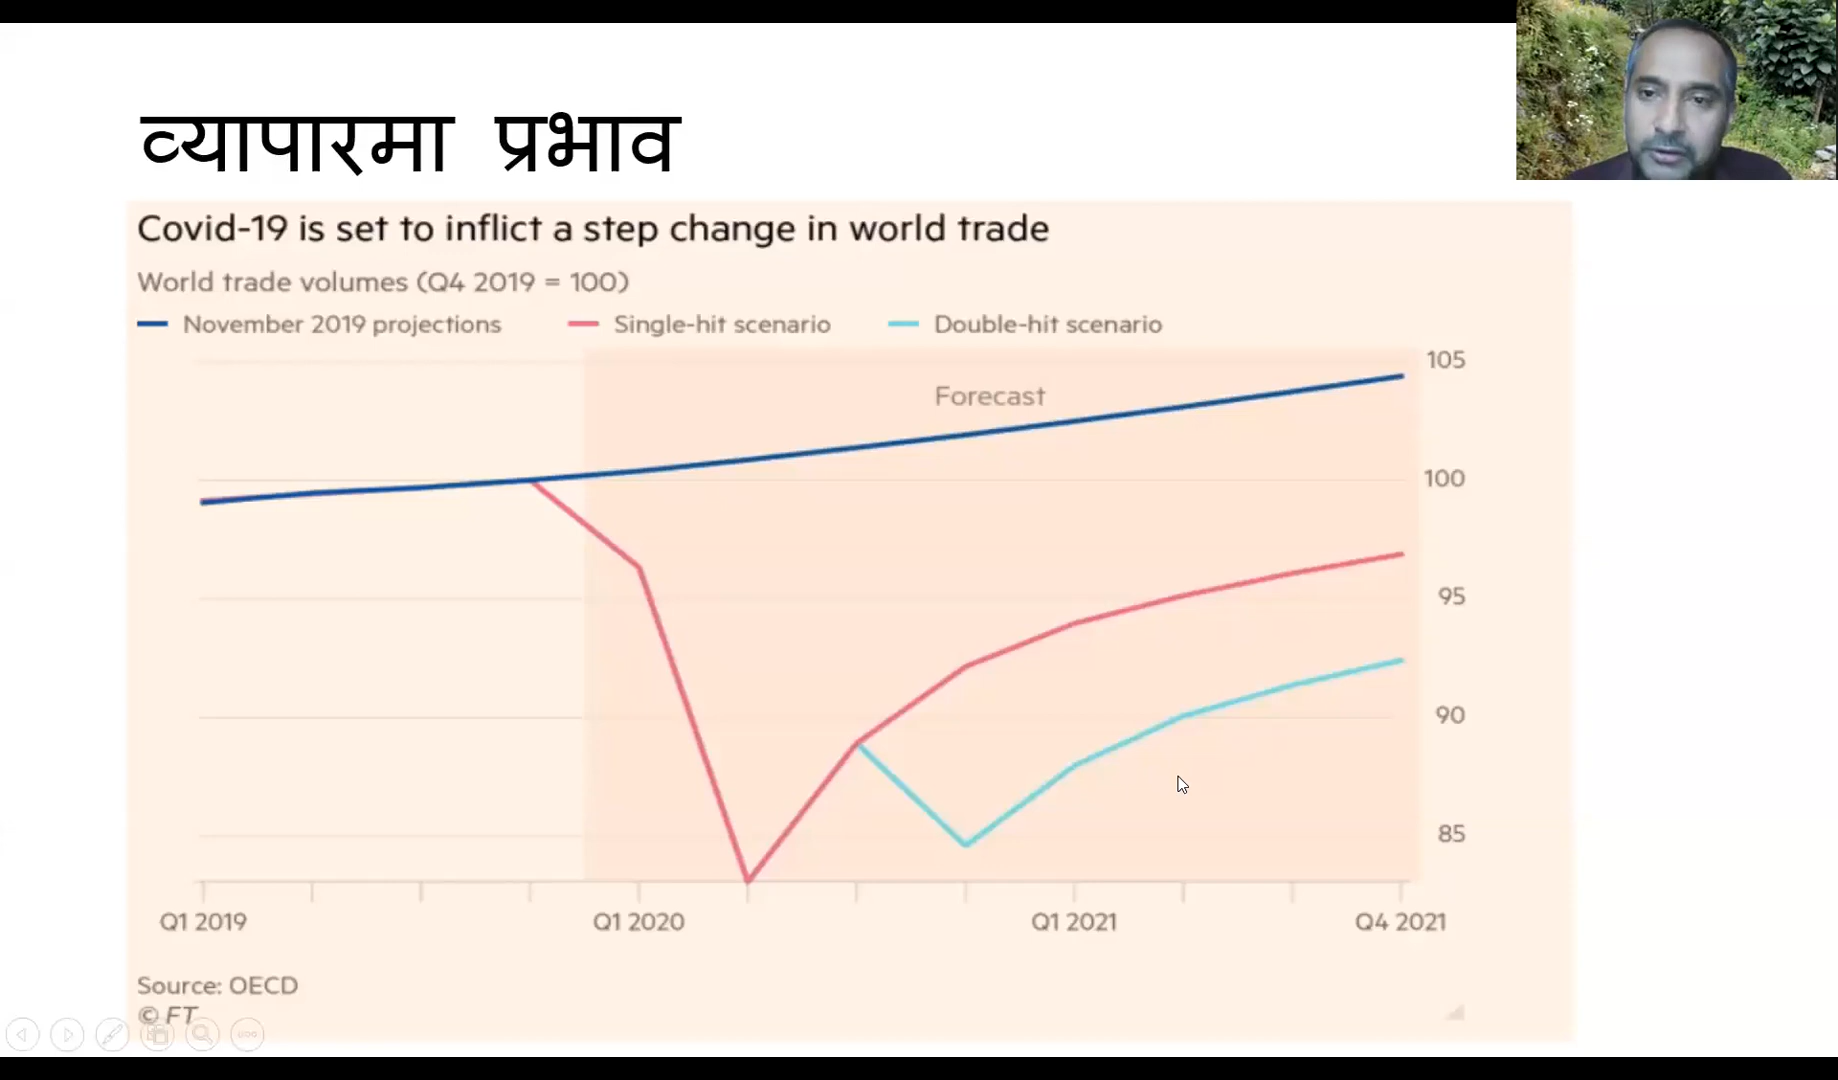 व्यापारमा प्रभाव
Covid-19 is set to inflict a step change in world trade
World trade volumes (Q4 2019 = 100)
November 2019 projections Single-hit scenario Double-hit scenario
105
Forecast
100
95
90
85
Q1 2019 Q1 2020 Q1 2021 Q4 2021
Source: OECD
© FT